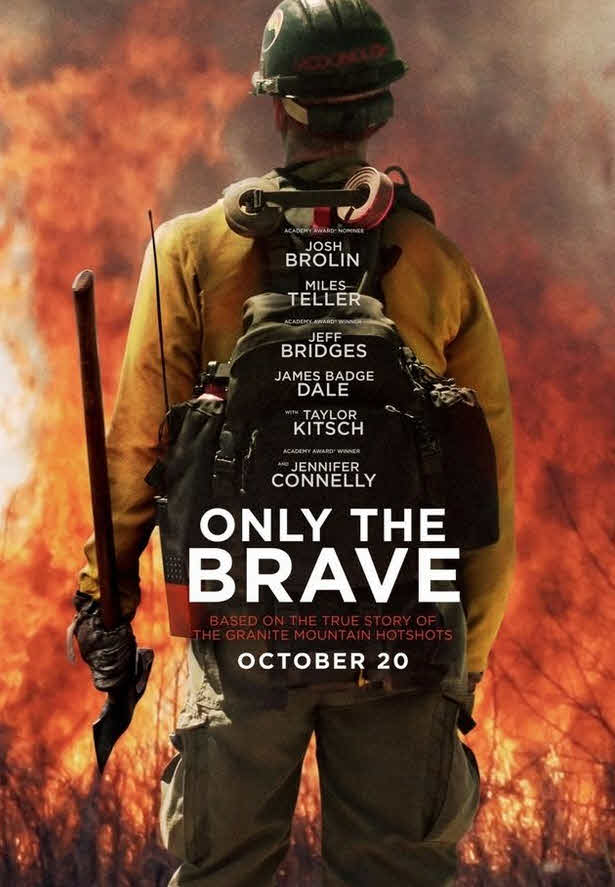 MCDONOUGH
ACADEMY AWARD® NOMINEE
JOSH
BROLIN
MILES
TELLER
ACADEMY AWARD® WINNER
JEFF
BRIDGES
JAMES BADGE
DALE
WITH TAYLOR
KITSCH
ACADEMY AWARD® WINNER
AND JENNIFER
CONNELLY
ONLY THE
BRAVE
BASED ON THE TRUE STORY OF
THE GRANITE MOUNTAIN HOTSHOTS
OCTOBER 20